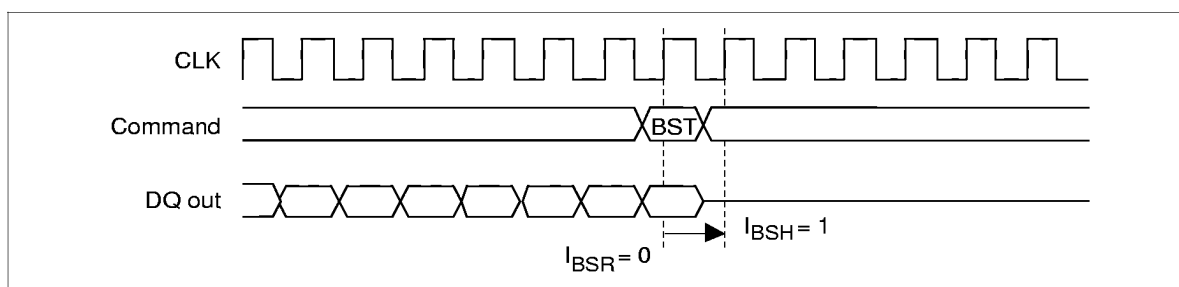 CLK
Command
BST
DQ out
I_BSH = 1
I_BSR = 0